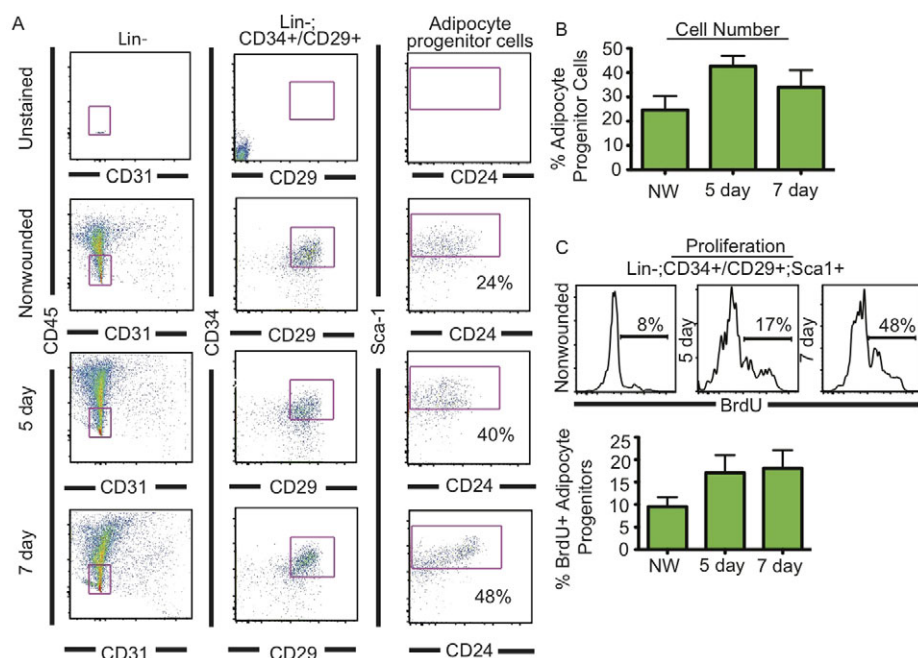 A
Lin-
Lin-;
CD34+/CD29+
Adipocyte
progenitor cells
Unstained
CD31
CD29
CD24
Nonwounded
24%
CD31
CD29
CD24
CD45
CD34
Sca-1
5 day
40%
CD31
CD29
CD24
7 day
48%
CD31
CD29
CD24
B
Cell Number
% Adipocyte
Progenitor Cells
50
40
30
20
10
0
NW
5 day
7 day
C
Proliferation
Lin-;CD34+/CD29+;Sca1+
Nonwounded
8%
5 day
17%
7 day
48%
BrdU
% BrdU+ Adipocyte
Progenitors
25
20
15
10
5
0
NW
5 day
7 day